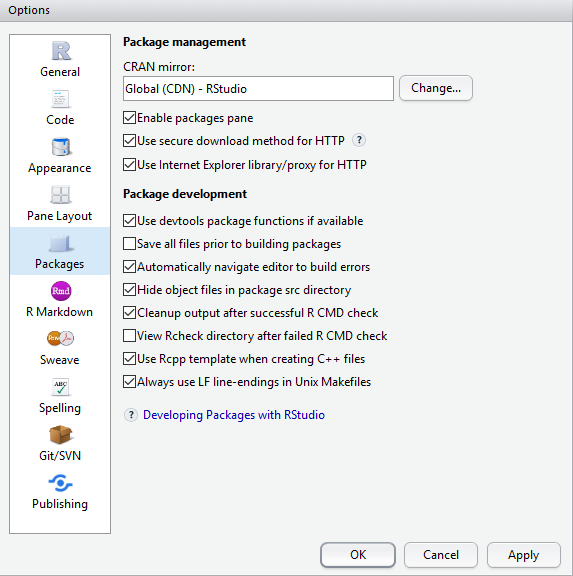 Options
R
General
Code
Appearance
Pane Layout
Packages
Rmd
R Markdown
Sweave
ABC
Spelling
Git/SVN
Publishing
Package management
CRAN mirror:
Global (CDN) - RStudio
Change...
Enable packages pane
Use secure download method for HTTP ?
Use Internet Explorer library/proxy for HTTP
Package development
Use devtools package functions if available
Save all files prior to building packages
Automatically navigate editor to build errors
Hide object files in package src directory
Cleanup output after successful R CMD check
View Rcheck directory after failed R CMD check
Use Rcpp template when creating C++ files
Always use LF line-endings in Unix Makefiles
? Developing Packages with RStudio
OK
Cancel
Apply